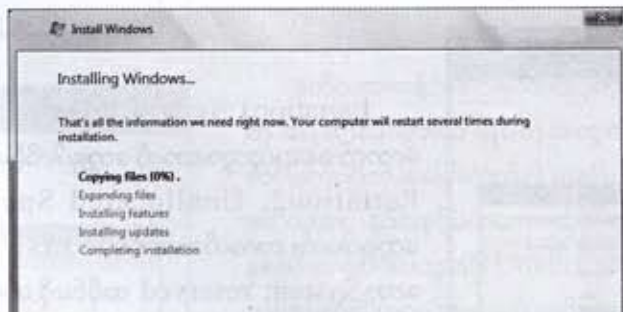 Install Windows
Installing Windows...
That's all the information we need right now. Your computer will restart several times during
installation.
Copying files (0%) .
Expanding files
Installing features
Installing updates
Completing installation